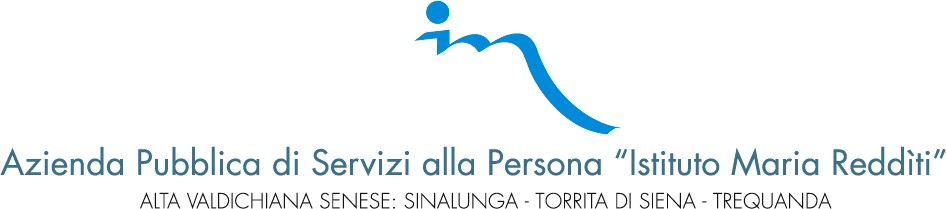 Azienda Pubblica di Servizi alla Persona “Istituto Maria Reddìti”
ALTA VALDICHIANA SENESE: SINALUNGA - TORRITA DI SIENA - TREQUANDA